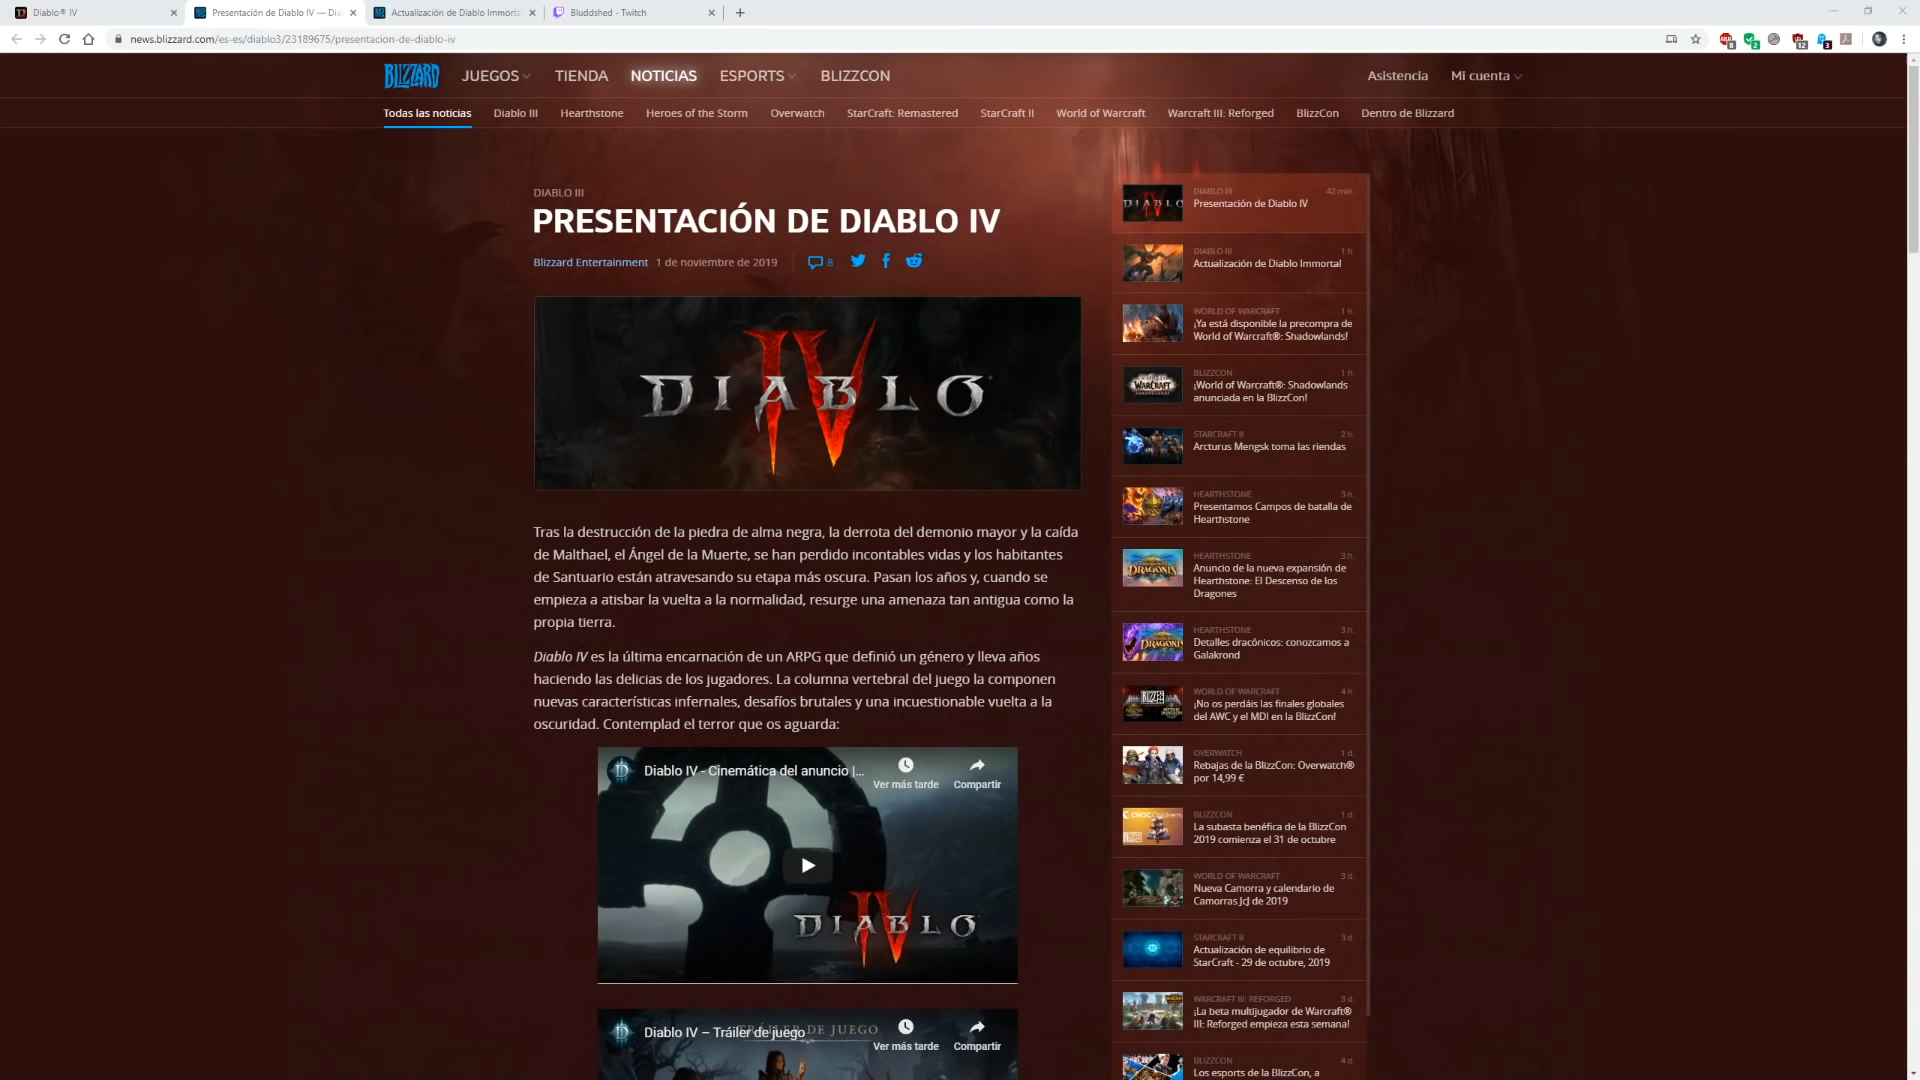 Diablo® IV
Presentación de Diablo IV — Dia
Actualización de Diablo Immorta
Bluddshed - Twitch
news.blizzard.com/es-es/diablo3/23189675/presentacion-de-diablo-iv
8
2
12
3
BLIZZARD
JUEGOS
TIENDA
NOTICIAS
ESPORTS
BLIZZCON
Asistencia
Mi cuenta
Todas las noticias
Diablo III
Hearthstone
Heroes of the Storm
Overwatch
StarCraft: Remastered
StarCraft II
World of Warcraft
Warcraft III: Reforged
BlizzCon
Dentro de Blizzard
DIABLO III
PRESENTACIÓN DE DIABLO IV
Blizzard Entertainment
1 de noviembre de 2019
8
DIABLO IV
Tras la destrucción de la piedra de alma negra, la derrota del demonio mayor y la caída
de Malthael, el Ángel de la Muerte, se han perdido incontables vidas y los habitantes
de Santuario están atravesando su etapa más oscura. Pasan los años y, cuando se
empieza a atisbar la vuelta a la normalidad, resurge una amenaza tan antigua como la
propia tierra.
Diablo IV es la última encarnación de un ARPG que definió un género y lleva años
haciendo las delicias de los jugadores. La columna vertebral del juego la componen
nuevas características infernales, desafíos brutales y una incuestionable vuelta a la
oscuridad. Contemplad el terror que os aguarda:
Diablo IV - Cinemática del anuncio |...
Ver más tarde
Compartir
DIABLO IV
Diablo IV – Tráiler de juego
TRÁILER DE JUEGO
Ver más tarde
Compartir
DIABLO IV
DIABLO III
42 min.
Presentación de Diablo IV
DIABLO III
1 h.
Actualización de Diablo Immortal
WORLD OF WARCRAFT
1 h.
¡Ya está disponible la precompra de
World of Warcraft®: Shadowlands!
WARCRAFT
BLIZZCON
1 h.
¡World of Warcraft®: Shadowlands
anunciada en la BlizzCon!
STARCRAFT II
2 h.
Arcturus Mengsk toma las riendas
HEARTHSTONE
3 h.
Presentamos Campos de batalla de
Hearthstone
DRAGONS
HEARTHSTONE
3 h.
Anuncio de la nueva expansión de
Hearthstone: El Descenso de los
Dragones
HEARTHSTONE
3 h.
Detalles dracónicos: conozcamos a
Galakrond
WORLD OF WARCRAFT
4 h.
¡No os perdáis las finales globales
del AWC y el MDI en la BlizzCon!
OVERWATCH
1 d.
Rebajas de la BlizzCon: Overwatch®
por 14,99 €
BLIZZCON
1 d.
La subasta benéfica de la BlizzCon
2019 comienza el 31 de octubre
WORLD OF WARCRAFT
3 d.
Nueva Camorra y calendario de
Camorras JcJ de 2019
STARCRAFT II
3 d.
Actualización de equilibrio de
StarCraft - 29 de octubre, 2019
WARCRAFT III: REFORGED
3 d.
¡La beta multijugador de Warcraft®
III: Reforged empieza esta semana!
BLIZZCON
4 d.
Los esports de la BlizzCon, a